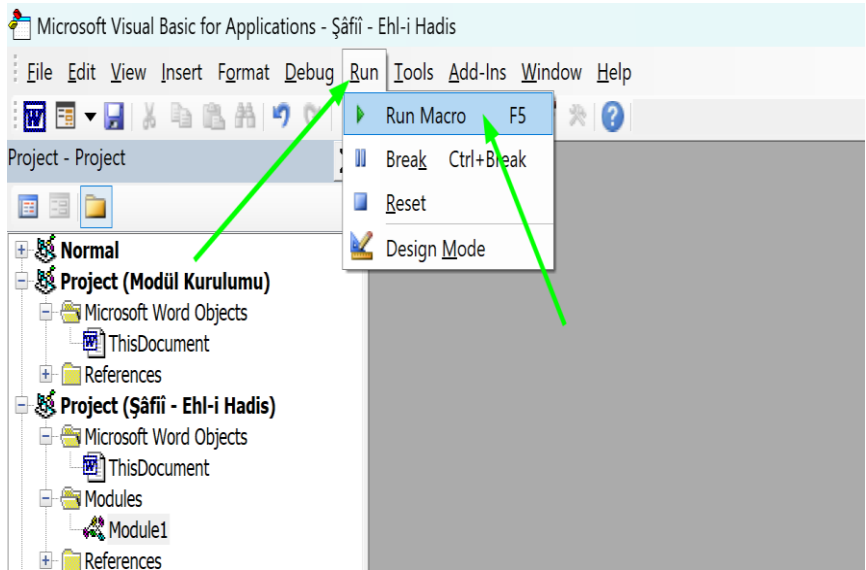 Microsoft Visual Basic for Applications - Şâfiî - Ehl-i Hadis
File Edit View Insert Format Debug Run Tools Add-Ins Window Help
Run Macro F5
Project - Project
Break Ctrl+Break
Reset
Design Mode
Normal
Project (Modül Kurulumu)
Microsoft Word Objects
ThisDocument
References
Project (Şâfiî - Ehl-i Hadis)
Microsoft Word Objects
ThisDocument
Modules
Module1
References